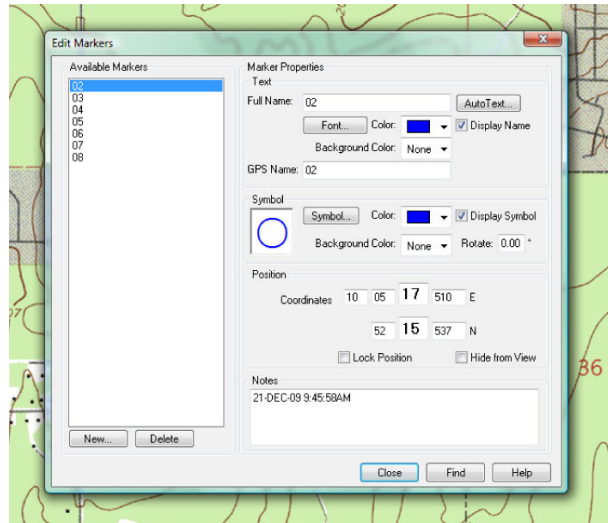 Edit Markers
Available Markers
02
03
04
05
06
07
08
New...
Delete
Marker Properties
Text
Full Name: 02 AutoText...
Font... Color: Display Name
Background Color: None
GPS Name: 02
Symbol
Symbol... Color: Display Symbol
Background Color: None Rotate: 0.00 °
Position
Coordinates 10 05 17 510 E
52 15 537 N
Lock Position Hide from View
Notes
21-DEC-09 9:45:58AM
Close Find Help
36